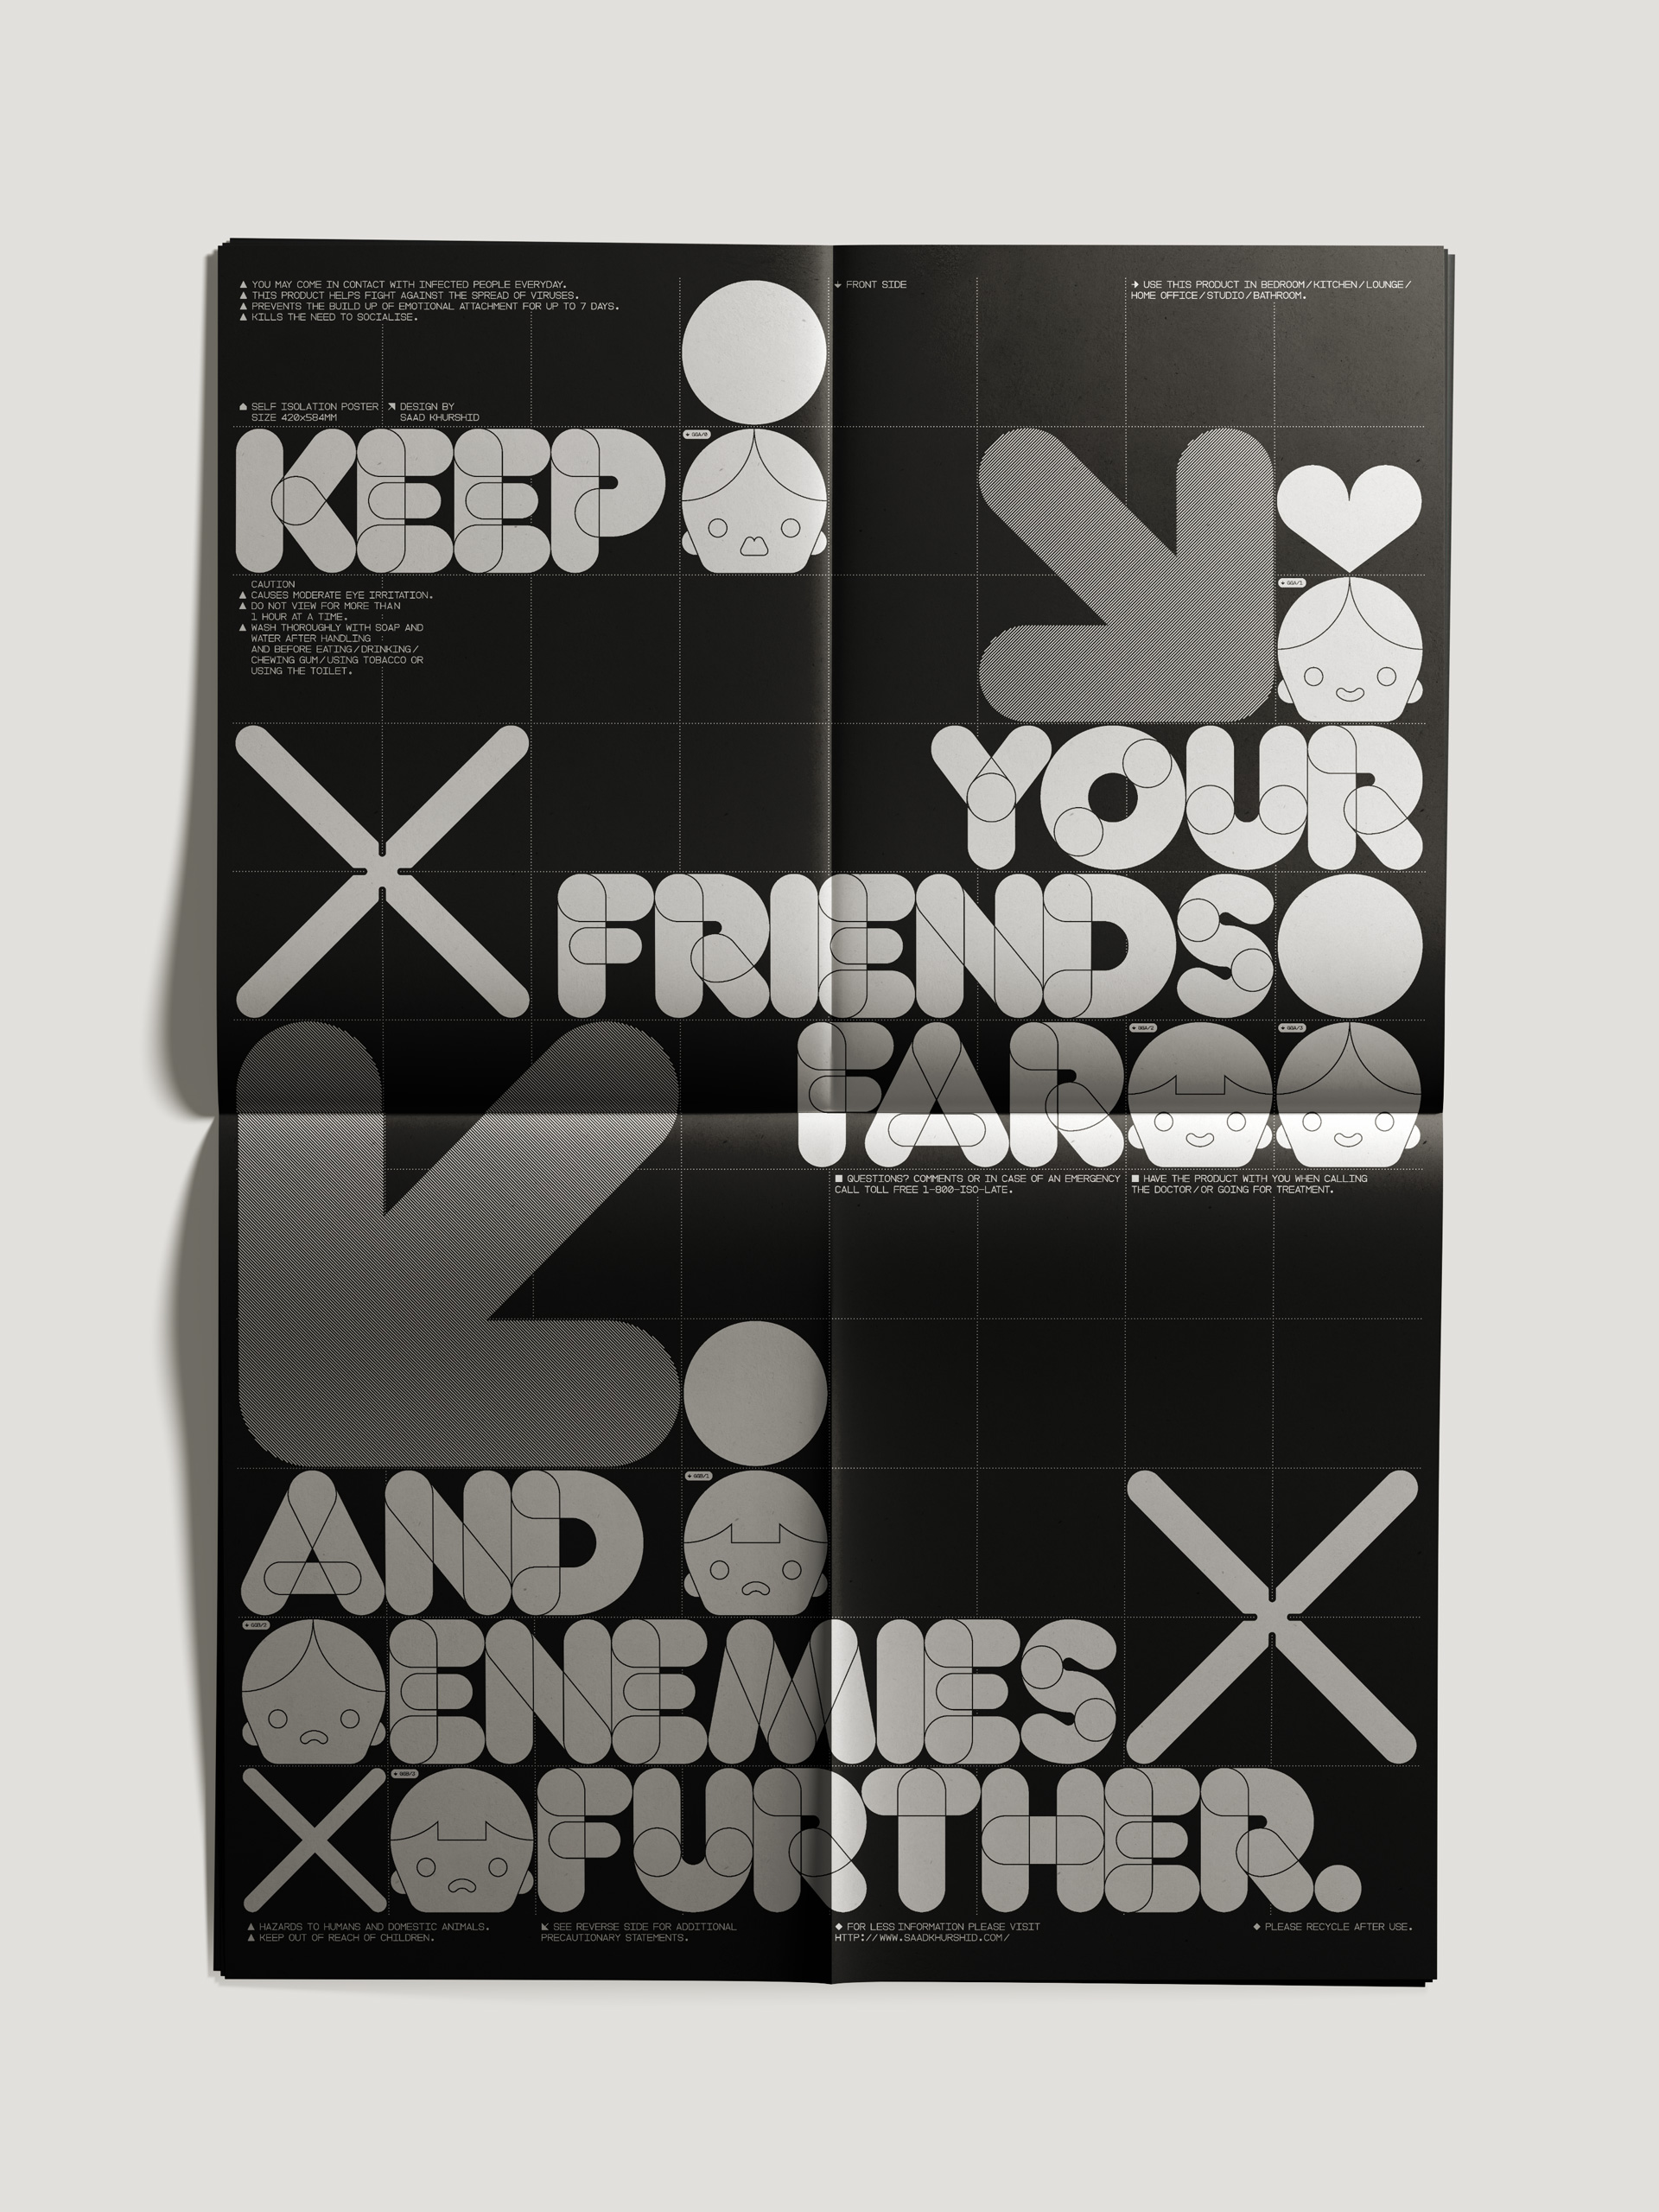 YOU MAY COME IN CONTACT WITH INFECTED PEOPLE EVERYDAY.
THIS PRODUCT HELPS FIGHT AGAINST THE SPREAD OF VIRUSES.
PREVENTS THE BUILD UP OF EMOTIONAL ATTACHMENT FOR UP TO 7 DAYS.
KILLS THE NEED TO SOCIALISE.
FRONT SIDE
USE THIS PRODUCT IN BEDROOM/KITCHEN/LOUNGE/
HOME OFFICE/STUDIO/BATHROOM.
SELF ISOLATION POSTER
SIZE 420x584MM
DESIGN BY
SAAD KHURSHID
KEEP
CAUTION
CAUSES MODERATE EYE IRRITATION.
DO NOT VIEW FOR MORE THAN
1 HOUR AT A TIME.
WASH THOROUGHLY WITH SOAP AND
WATER AFTER HANDLING
AND BEFORE EATING/DRINKING/
CHEWING GUM/USING TOBACCO OR
USING THE TOILET.
YOUR
FRIENDS
FAR
QUESTIONS? COMMENTS OR IN CASE OF AN EMERGENCY
CALL TOLL FREE 1-800-ISO-LATE.
HAVE THE PRODUCT WITH YOU WHEN CALLING
THE DOCTOR/OR GOING FOR TREATMENT.
AND
ENEMIES
FURTHER.
HAZARDS TO HUMANS AND DOMESTIC ANIMALS.
KEEP OUT OF REACH OF CHILDREN.
SEE REVERSE SIDE FOR ADDITIONAL
PRECAUTIONARY STATEMENTS.
FOR LESS INFORMATION PLEASE VISIT
HTTP://WWW.SAADKHURSHID.COM/
PLEASE RECYCLE AFTER USE.